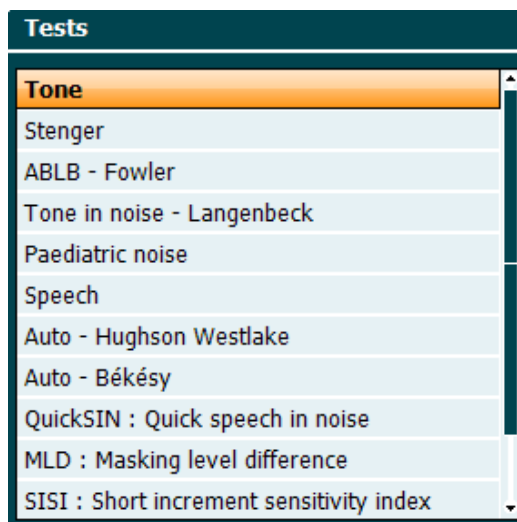 Tests
Tone
Stenger
ABLB - Fowler
Tone in noise - Langenbeck
Paediatric noise
Speech
Auto - Hughson Westlake
Auto - Békésy
QuickSIN : Quick speech in noise
MLD : Masking level difference
SISI : Short increment sensitivity index